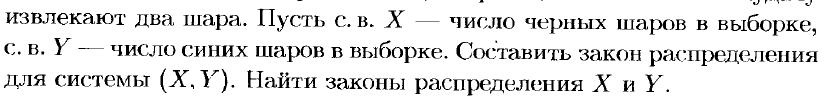 извлекают два шара. Пусть с. в. X — число черных шаров в выборке,
с. в. Y — число синих шаров в выборке. Составить закон распределения
для системы (X, Y). Найти законы распределения X и Y.